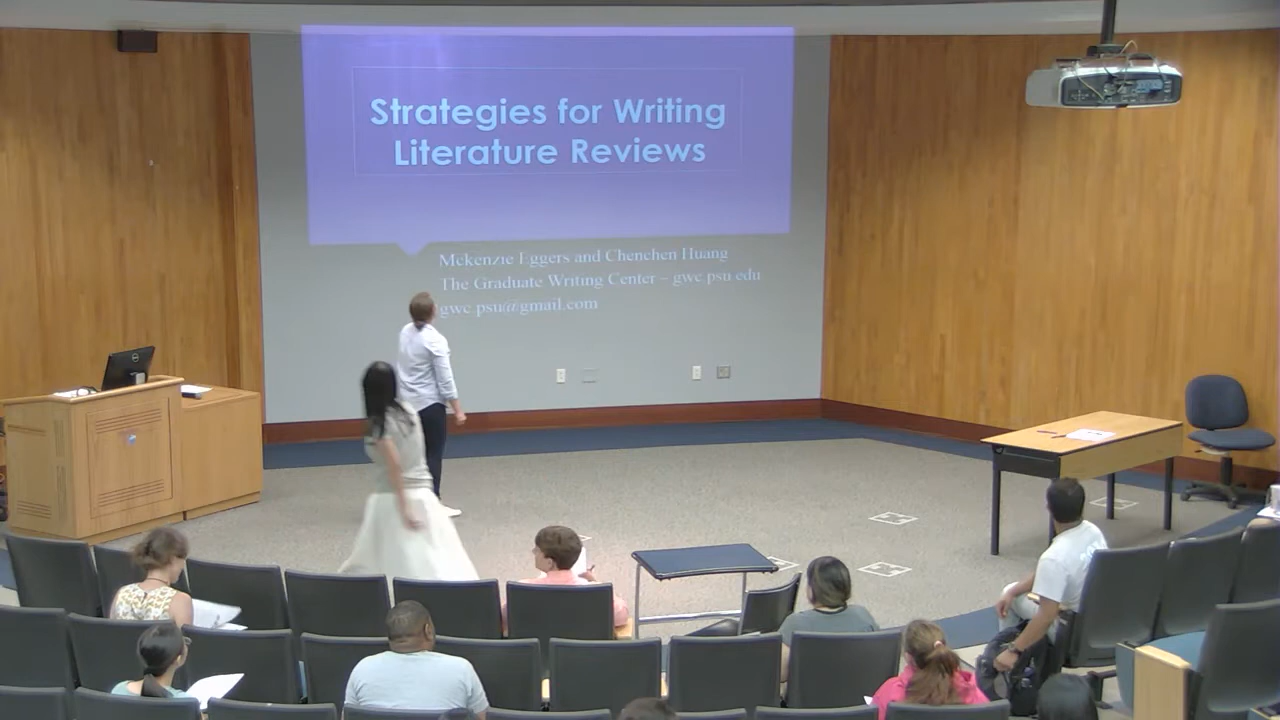 Strategies for Writing
Literature Reviews
Mckenzie Eggers and Chenchen Huang
The Graduate Writing Center – gwc.psu.edu
gwc.psu@gmail.com